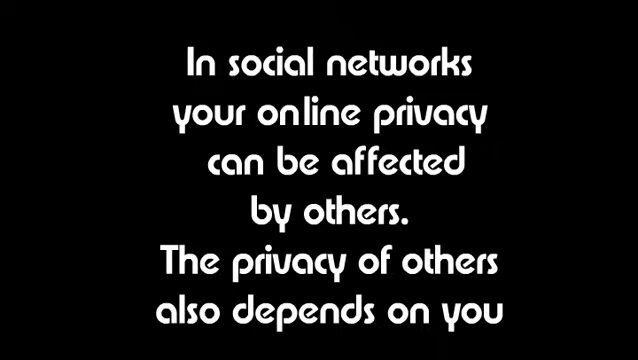 In social networks
your online privacy
can be affected
by others.
The privacy of others
also depends on you